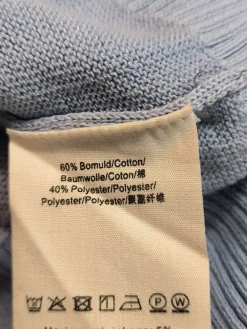 60% Bomuld/Cotton/
Baumwolle/Coton/棉
40% Polyester/Polyester/
Polyester/Polyester/聚酯纤维
P W